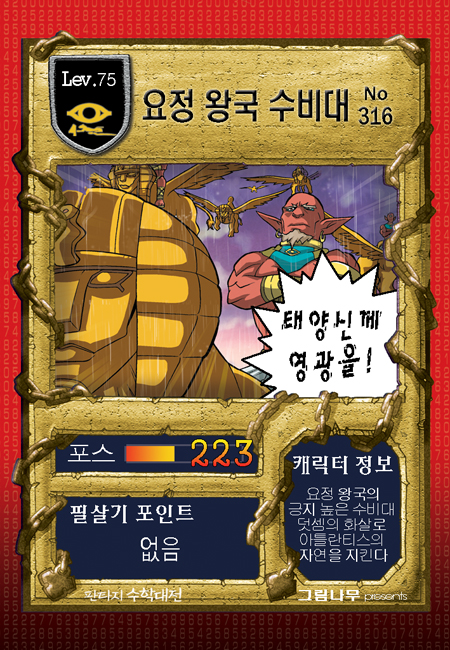 Lev.75
요정 왕국 수비대
No
316
태양신께
영광을!
포스
223
캐릭터 정보
요정 왕국의
긍지 높은 수비대
덧셈의 화살로
아틀란티스의
자연을 지킨다
필살기 포인트
없음
판타지 수학대전
그림나무 presents